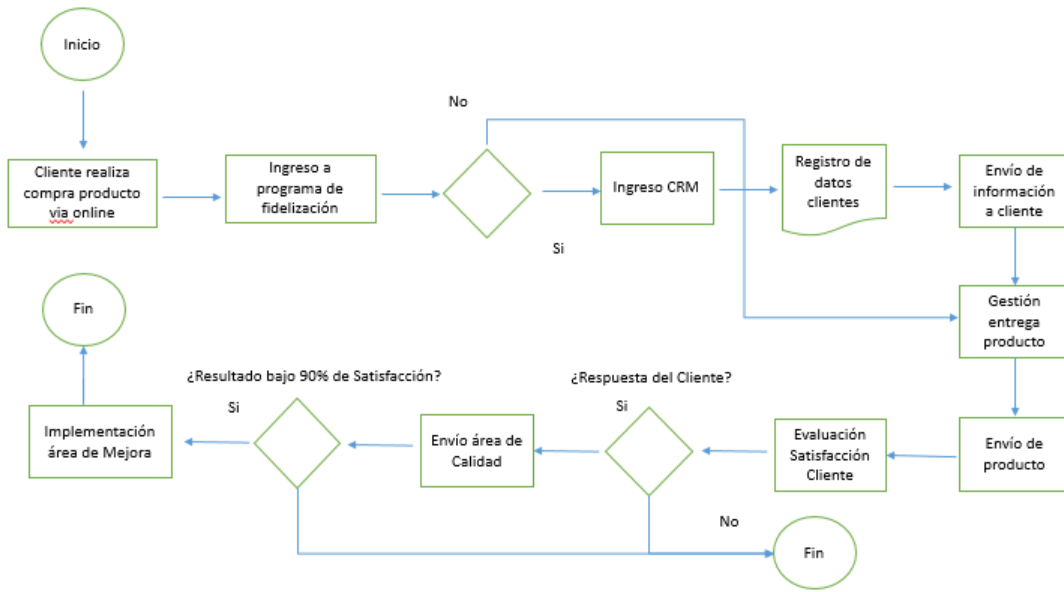 Inicio
No
Cliente realiza
compra producto
via online
Ingreso a
programa de
fidelización
Ingreso CRM
Registro de
datos
clientes
Envío de
información
a cliente
Si
Fin
Gestión
entrega
producto
¿Resultado bajo 90% de Satisfacción?
¿Respuesta del Cliente?
Si
Si
Implementación
área de Mejora
Envío área de
Calidad
Evaluación
Satisfacción
Cliente
Envío de
producto
No
Fin